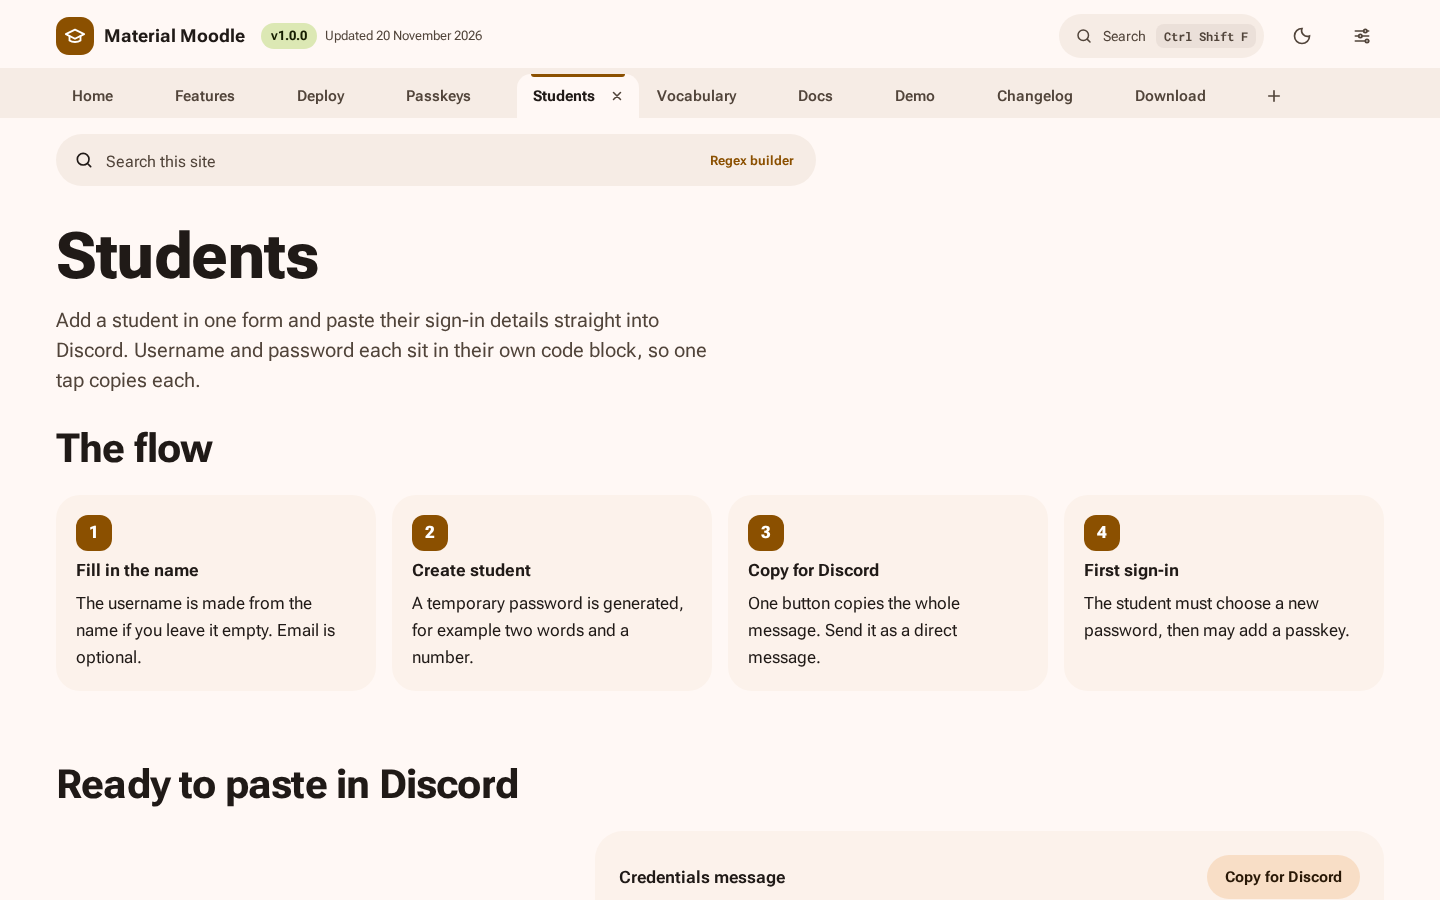 Material Moodle
v1.0.0
Updated 20 November 2026
Search
Ctrl Shift F
Home
Features
Deploy
Passkeys
Students
Vocabulary
Docs
Demo
Changelog
Download
Search this site
Regex builder
Students
Add a student in one form and paste their sign-in details straight into
Discord. Username and password each sit in their own code block, so one
tap copies each.
The flow
1
Fill in the name
The username is made from the
name if you leave it empty. Email is
optional.
2
Create student
A temporary password is generated,
for example two words and a
number.
3
Copy for Discord
One button copies the whole
message. Send it as a direct
message.
4
First sign-in
The student must choose a new
password, then may add a passkey.
Ready to paste in Discord
Credentials message
Copy for Discord